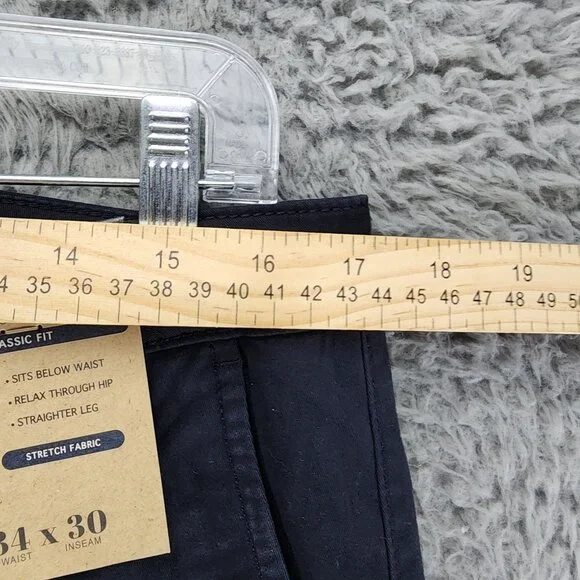 14 15 16 17 18 19
35 36 37 38 39 40 41 42 43 44 45 46 47 48 49 50
ASSIC FIT
• SITS BELOW WAIST
• RELAX THROUGH HIP
• STRAIGHTER LEG
STRETCH FABRIC
34 x 30
WAIST INSEAM